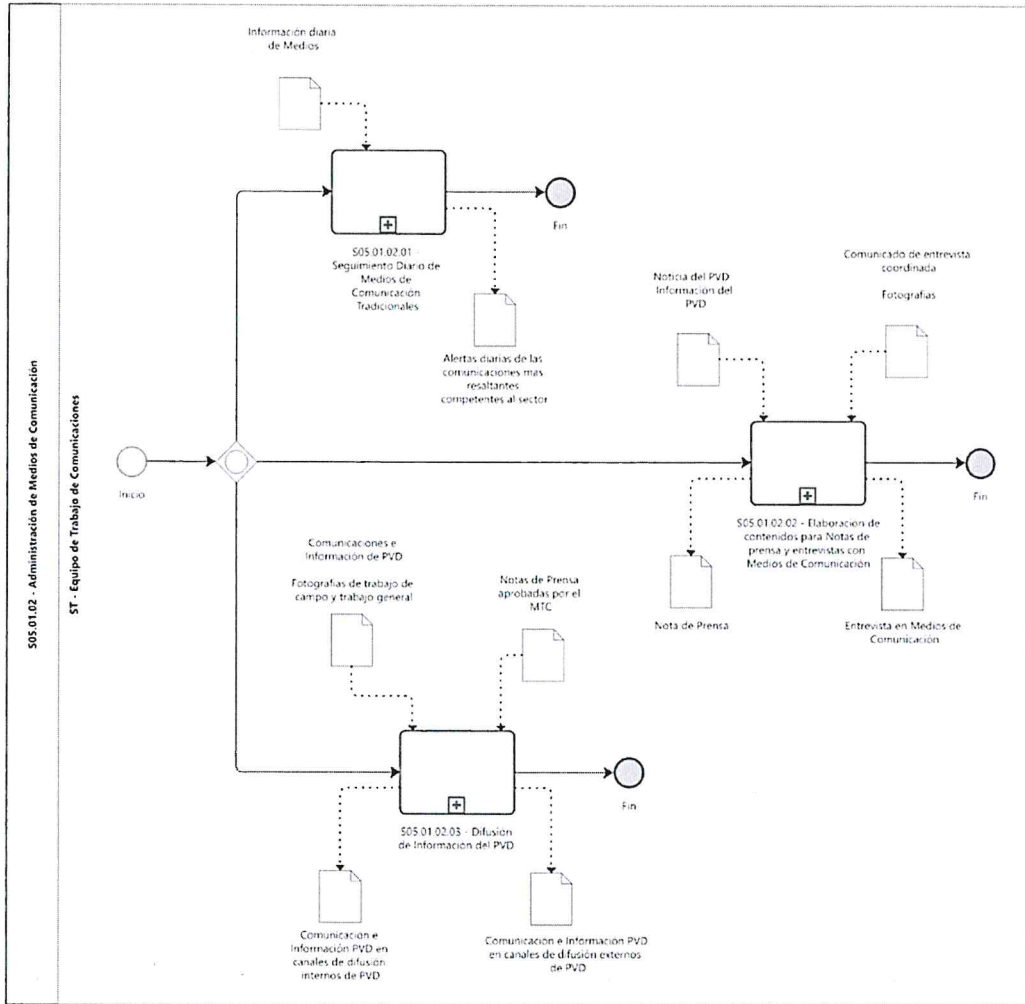 S05.01.02 - Administración de Medios de Comunicación
ST - Equipo de Trabajo de Comunicaciones
Información diaria
de Medios
S05.01.02.01 -
Seguimiento Diario de
Medios de
Comunicación
Tradicionales
Fin
Alertas diarias de las
comunicaciones mas
resaltantes
competentes al sector
Noticia del PVD
Información del
PVD
Comunicado de entrevista
coordinada
Fotografias
Inicio
S05.01.02.02 - Elaboración de
contenidos para Notas de
prensa y entrevistas con
Medios de Comunicación
Fin
Nota de Prensa
Entrevista en Medios de
Comunicación
Comunicaciones e
Información de PVD
Fotografias de trabajo de
campo y trabajo general
Notas de Prensa
aprobadas por el
MTC
S05.01.02.03 - Difusion
de Información del PVD
Fin
Comunicacion e
Información PVD en
canales de difusión
internos de PVD
Comunicacion e Informacion PVD
en canales de difusión externos
de PVD